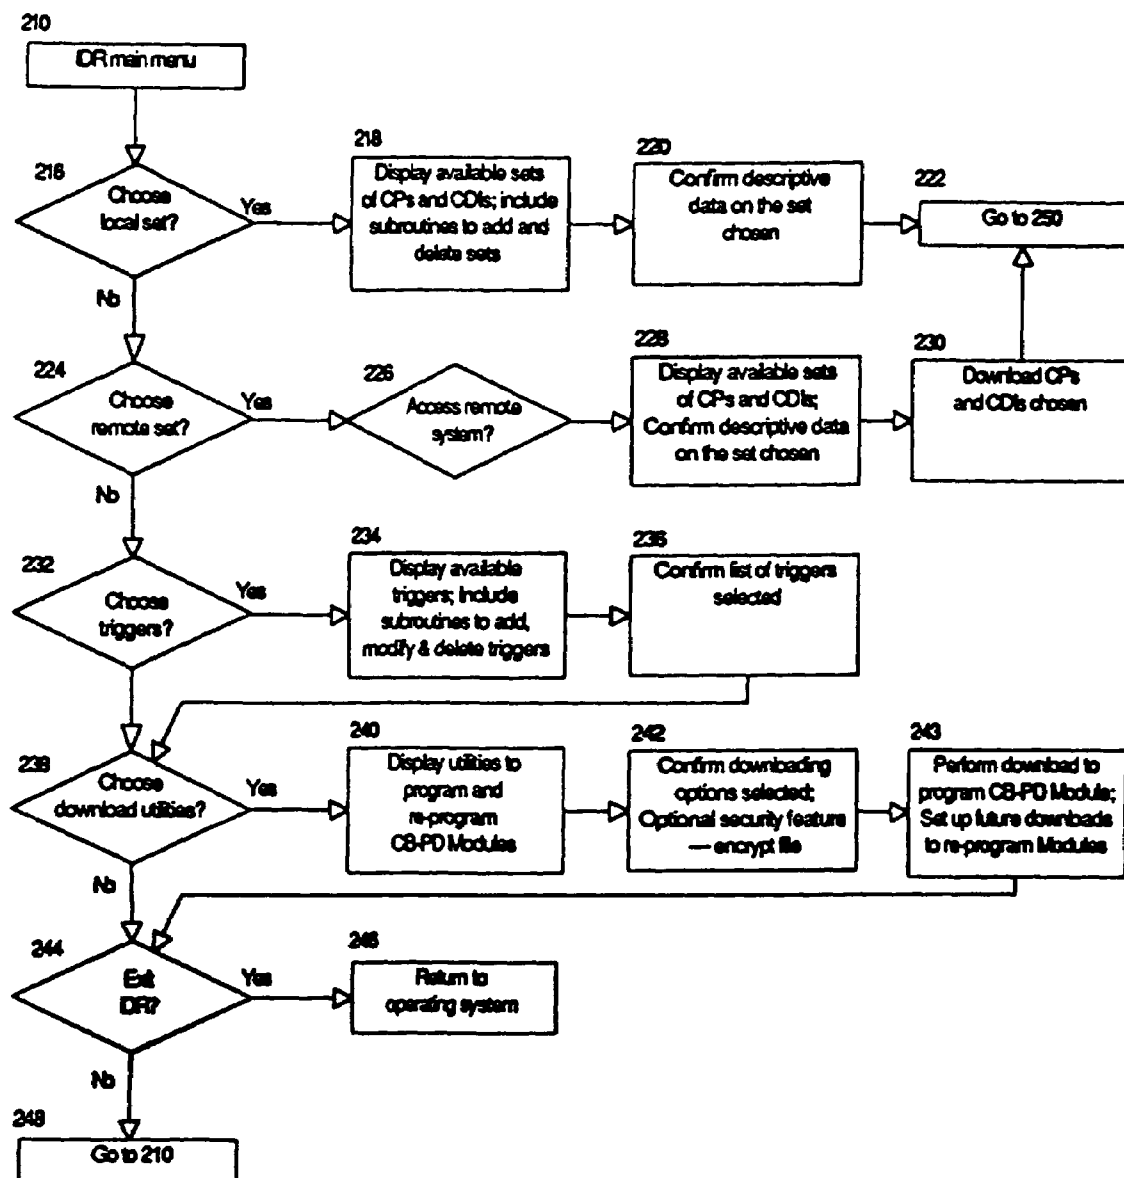 210
IDR main menu
216
Choose
local set?
Yes
No
218
Display available sets
of CPs and CDIs; include
subroutines to add and
delete sets
220
Confirm descriptive
data on the set
chosen
222
Go to 250
224
Choose
remote set?
Yes
No
226
Access remote
system?
228
Display available sets
of CPs and CDIs;
Confirm descriptive data
on the set chosen
230
Download CPs
and CDIs chosen
232
Choose
triggers?
Yes
234
Display available
triggers; Include
subroutines to add,
modify & delete triggers
236
Confirm list of triggers
selected
238
Choose
download utilities?
Yes
No
240
Display utilities to
program and
re-program
CB-PD Modules
242
Confirm downloading
options selected;
Optional security feature
— encrypt file
243
Perform download to
program CB-PD Module;
Set up future downloads
to re-program Modules
244
Exit
IDR?
Yes
No
246
Return to
operating system
248
Go to 210